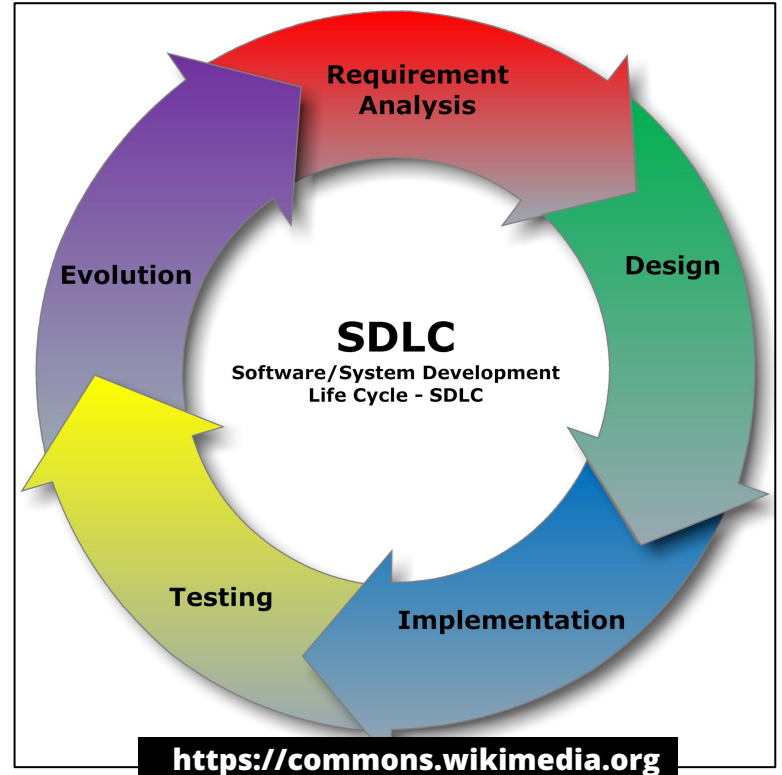 Requirement
Analysis
Design
Evolution
SDLC
Software/System Development
Life Cycle - SDLC
Testing
Implementation
https://commons.wikimedia.org